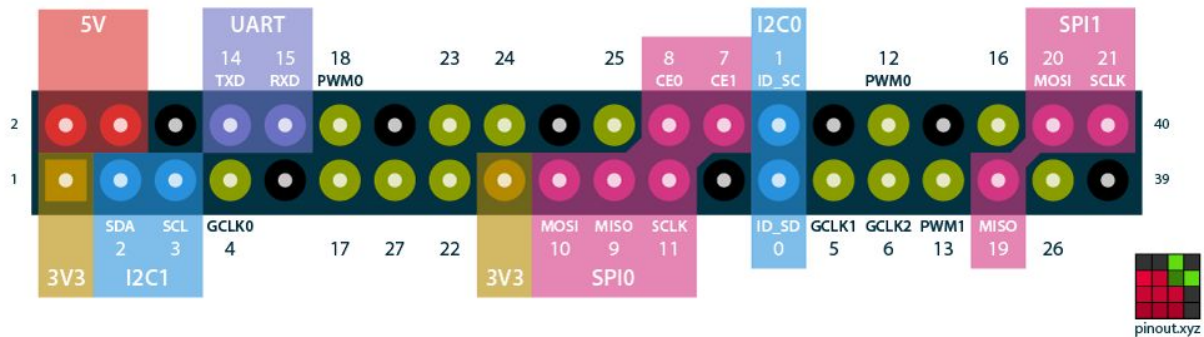 5V UART I2C0 SPI1
14 15 18 23 24 25 8 7 1 12 16 20 21
TXD RXD PWM0 CE0 CE1 ID_SC PWM0 MOSI SCLK
2 40
1 39
SDA SCL GCLK0 MOSI MISO SCLK ID_SD GCLK1 GCLK2 PWM1 MISO
2 3 4 17 27 22 10 9 11 0 5 6 13 19 26
3V3 I2C1 3V3 SPI0
pinout.xyz